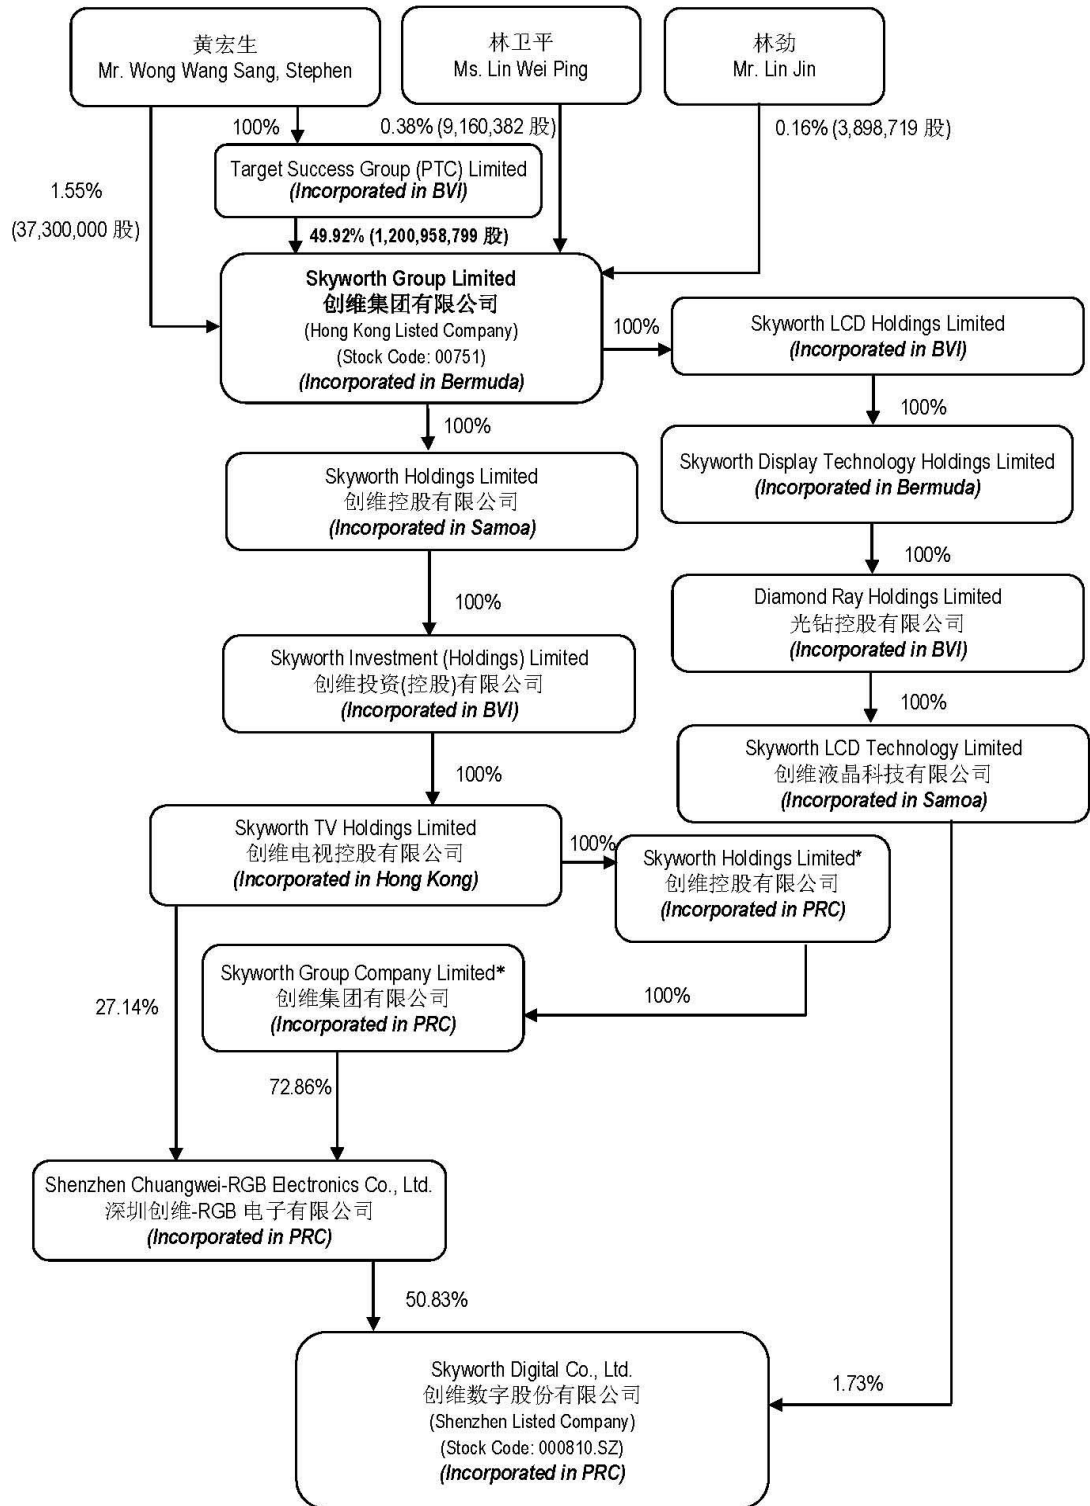 黄宏生
Mr. Wong Wang Sang, Stephen
林卫平
Ms. Lin Wei Ping
林劲
Mr. Lin Jin
100%
0.38% (9,160,382 股)
0.16% (3,898,719 股)
Target Success Group (PTC) Limited
(Incorporated in BVI)
1.55%
(37,300,000 股)
49.92% (1,200,958,799 股)
Skyworth Group Limited
创维集团有限公司
(Hong Kong Listed Company)
(Stock Code: 00751)
(Incorporated in Bermuda)
100%
Skyworth LCD Holdings Limited
(Incorporated in BVI)
100%
100%
Skyworth Holdings Limited
创维控股有限公司
(Incorporated in Samoa)
Skyworth Display Technology Holdings Limited
(Incorporated in Bermuda)
100%
100%
Skyworth Investment (Holdings) Limited
创维投资(控股)有限公司
(Incorporated in BVI)
Diamond Ray Holdings Limited
光钻控股有限公司
(Incorporated in BVI)
100%
100%
Skyworth LCD Technology Limited
创维液晶科技有限公司
(Incorporated in Samoa)
Skyworth TV Holdings Limited
创维电视控股有限公司
(Incorporated in Hong Kong)
100%
Skyworth Holdings Limited*
创维控股有限公司
(Incorporated in PRC)
Skyworth Group Company Limited*
创维集团有限公司
(Incorporated in PRC)
100%
27.14%
72.86%
Shenzhen Chuangwei-RGB Electronics Co., Ltd.
深圳创维-RGB 电子有限公司
(Incorporated in PRC)
50.83%
Skyworth Digital Co., Ltd.
创维数字股份有限公司
(Shenzhen Listed Company)
(Stock Code: 000810.SZ)
(Incorporated in PRC)
1.73%